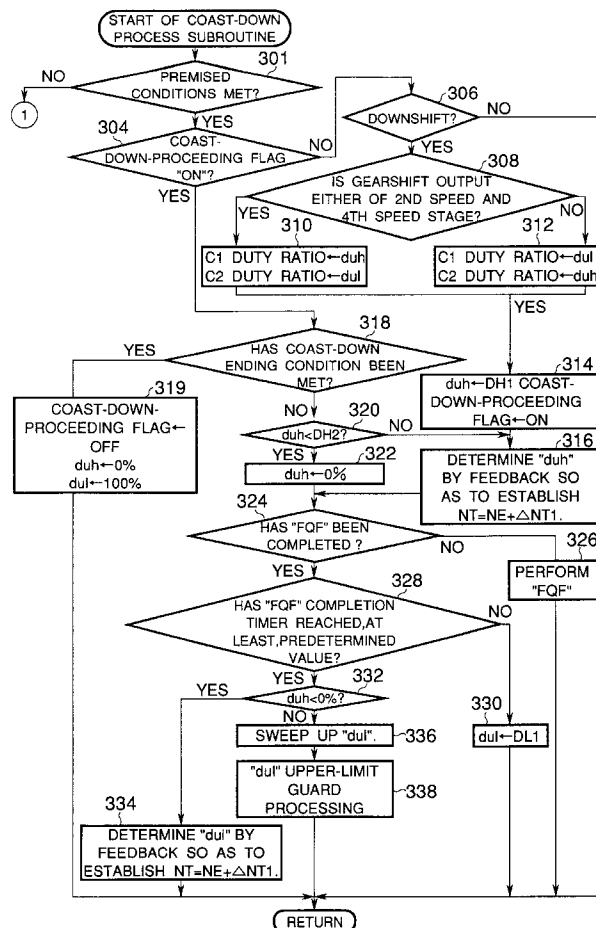 START OF COAST-DOWN
PROCESS SUBROUTINE
301
NO
PREMISED
CONDITIONS MET?
1
YES
304
COAST-
DOWN-PROCEEDING FLAG
"ON"?
NO
YES
306
DOWNSHIFT?
NO
YES
308
IS GEARSHIFT OUTPUT
EITHER OF 2ND SPEED AND
4TH SPEED STAGE?
YES
NO
310
C1 DUTY RATIO←duh
C2 DUTY RATIO←dul
312
C1 DUTY RATIO←dul
C2 DUTY RATIO←duh
YES
314
duh←DH1 COAST-
DOWN-PROCEEDING
FLAG←ON
318
YES
HAS COAST-DOWN
ENDING CONDITION BEEN
MET?
NO
319
COAST-DOWN-
PROCEEDING FLAG←
OFF
duh←0%
dul←100%
320
duh<DH2?
NO
YES
316
DETERMINE "duh"
BY FEEDBACK SO
AS TO ESTABLISH
NT=NE+△NT1.
322
duh←0%
324
HAS "FQF" BEEN
COMPLETED ?
NO
YES
326
PERFORM
"FQF"
328
HAS "FQF" COMPLETION
TIMER REACHED,AT
LEAST,PREDETERMINED
VALUE?
NO
YES
330
dul←DL1
332
YES
duh<0%?
NO
SWEEP UP "dul".
336
"dul" UPPER-LIMIT
GUARD
PROCESSING
338
334
DETERMINE "dul" BY
FEEDBACK SO AS TO
ESTABLISH NT=NE+△NT1.
RETURN